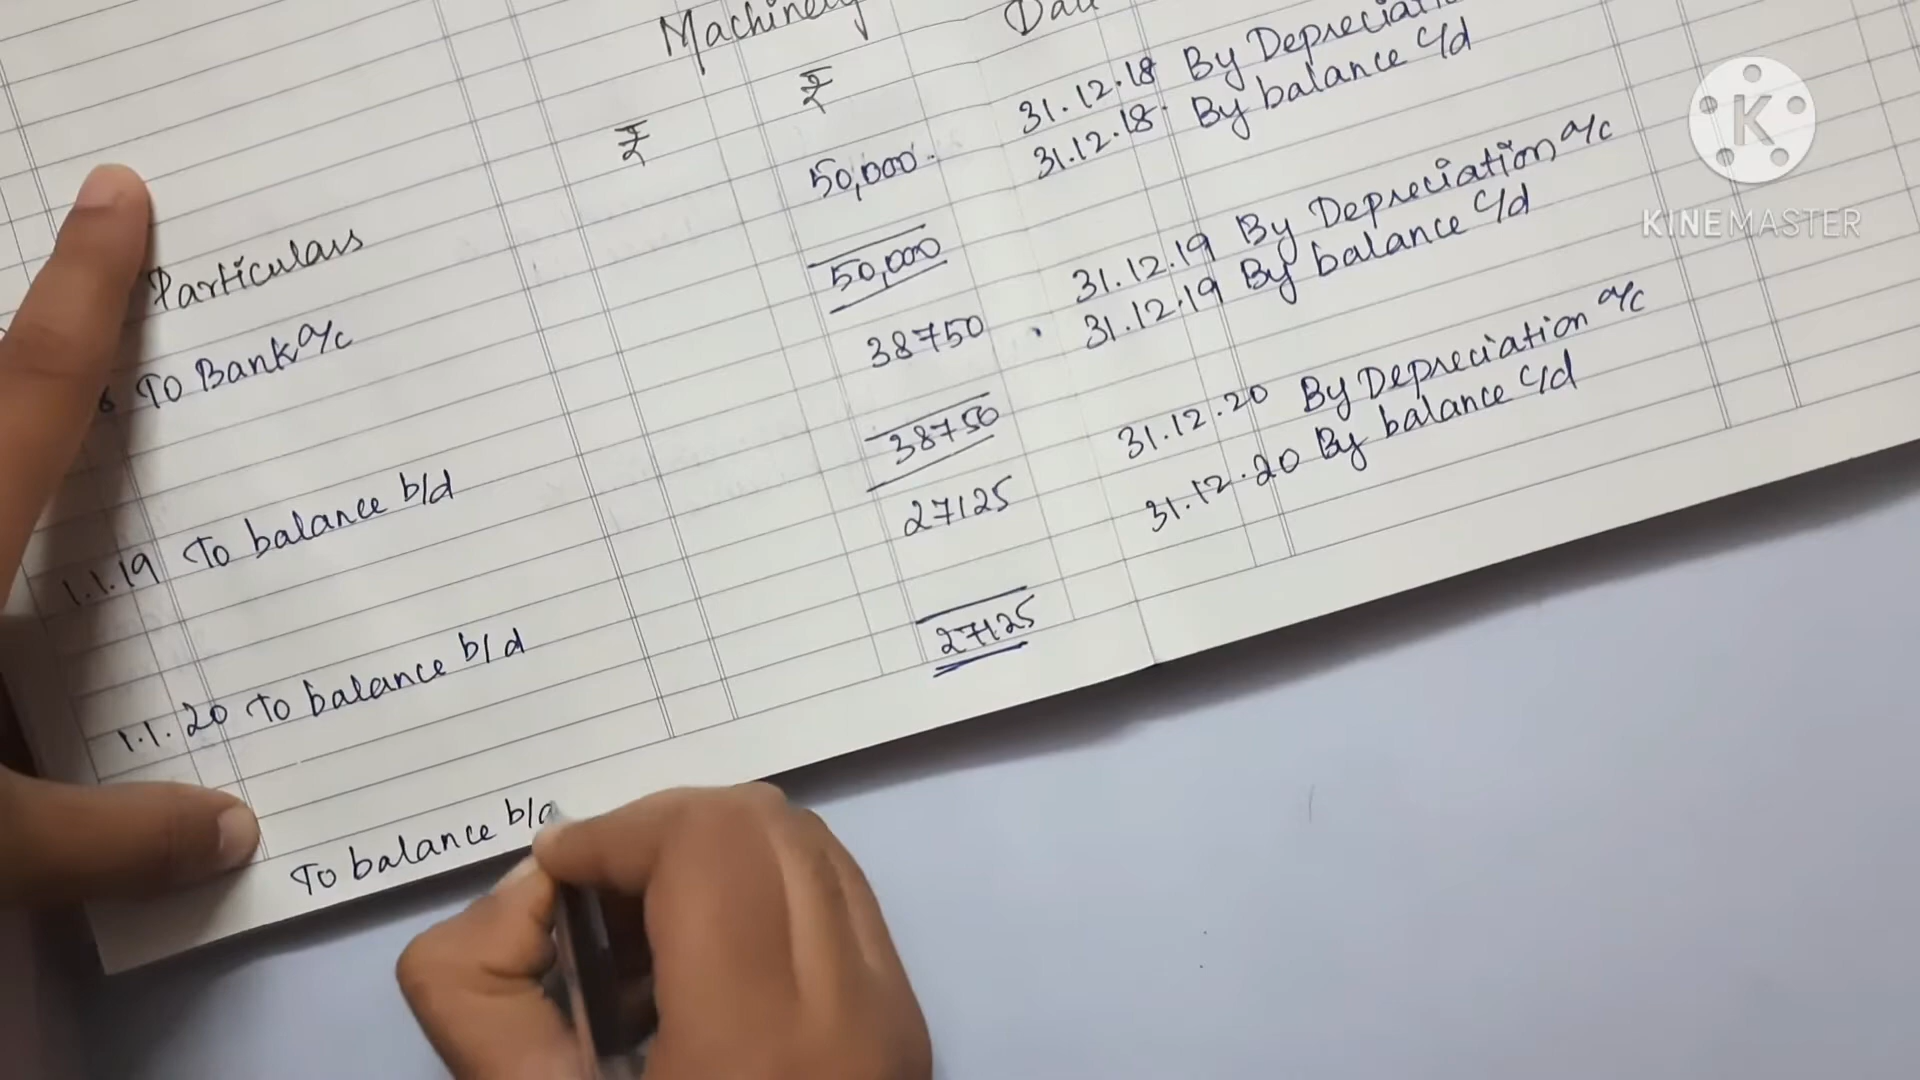 Machinery
₹ ₹ Date
Particulars
To Bank a/c 50,000. 31.12.18 By Depreciati
50,000 31.12.18. By balance c/d
1.1.19 To balance b/d 38750 31.12.19 By Depreciation a/c
38750 31.12.19 By balance c/d
1.1.20 To balance b/d 27125 31.12.20 By Depreciation a/c
27125 31.12.20 By balance c/d
To balance b/d
K
KINEMASTER